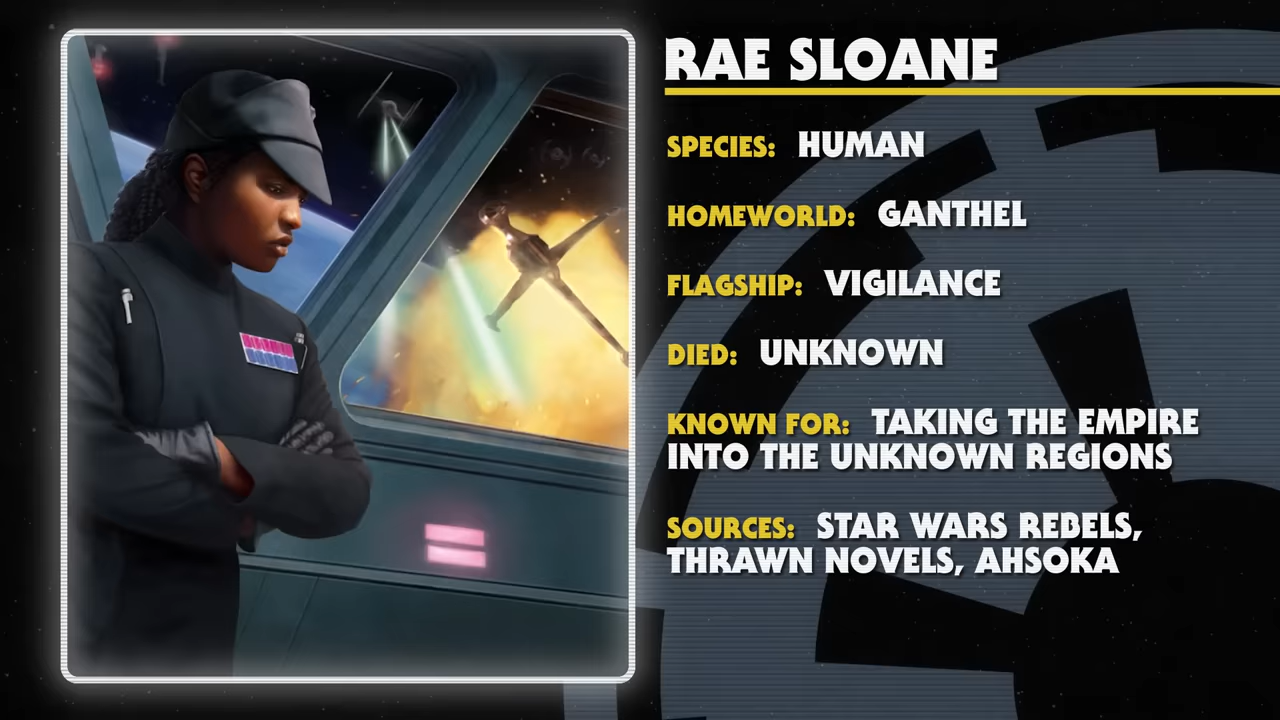 RAE SLOANE
SPECIES: HUMAN
HOMEWORLD: GANTHEL
FLAGSHIP: VIGILANCE
DIED: UNKNOWN
KNOWN FOR: TAKING THE EMPIRE
INTO THE UNKNOWN REGIONS
SOURCES: STAR WARS REBELS,
THRAWN NOVELS, AHSOKA